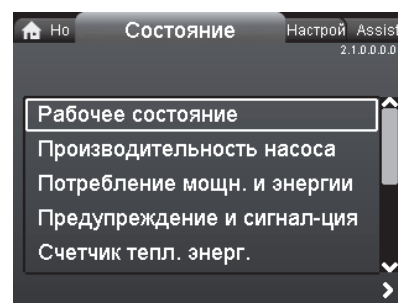 Ho Состояние Настрой Assist
2.1.0.0.0.0
Рабочее состояние
Производительность насоса
Потребление мощн. и энергии
Предупреждение и сигнал-ция
Счетчик тепл. энерг.